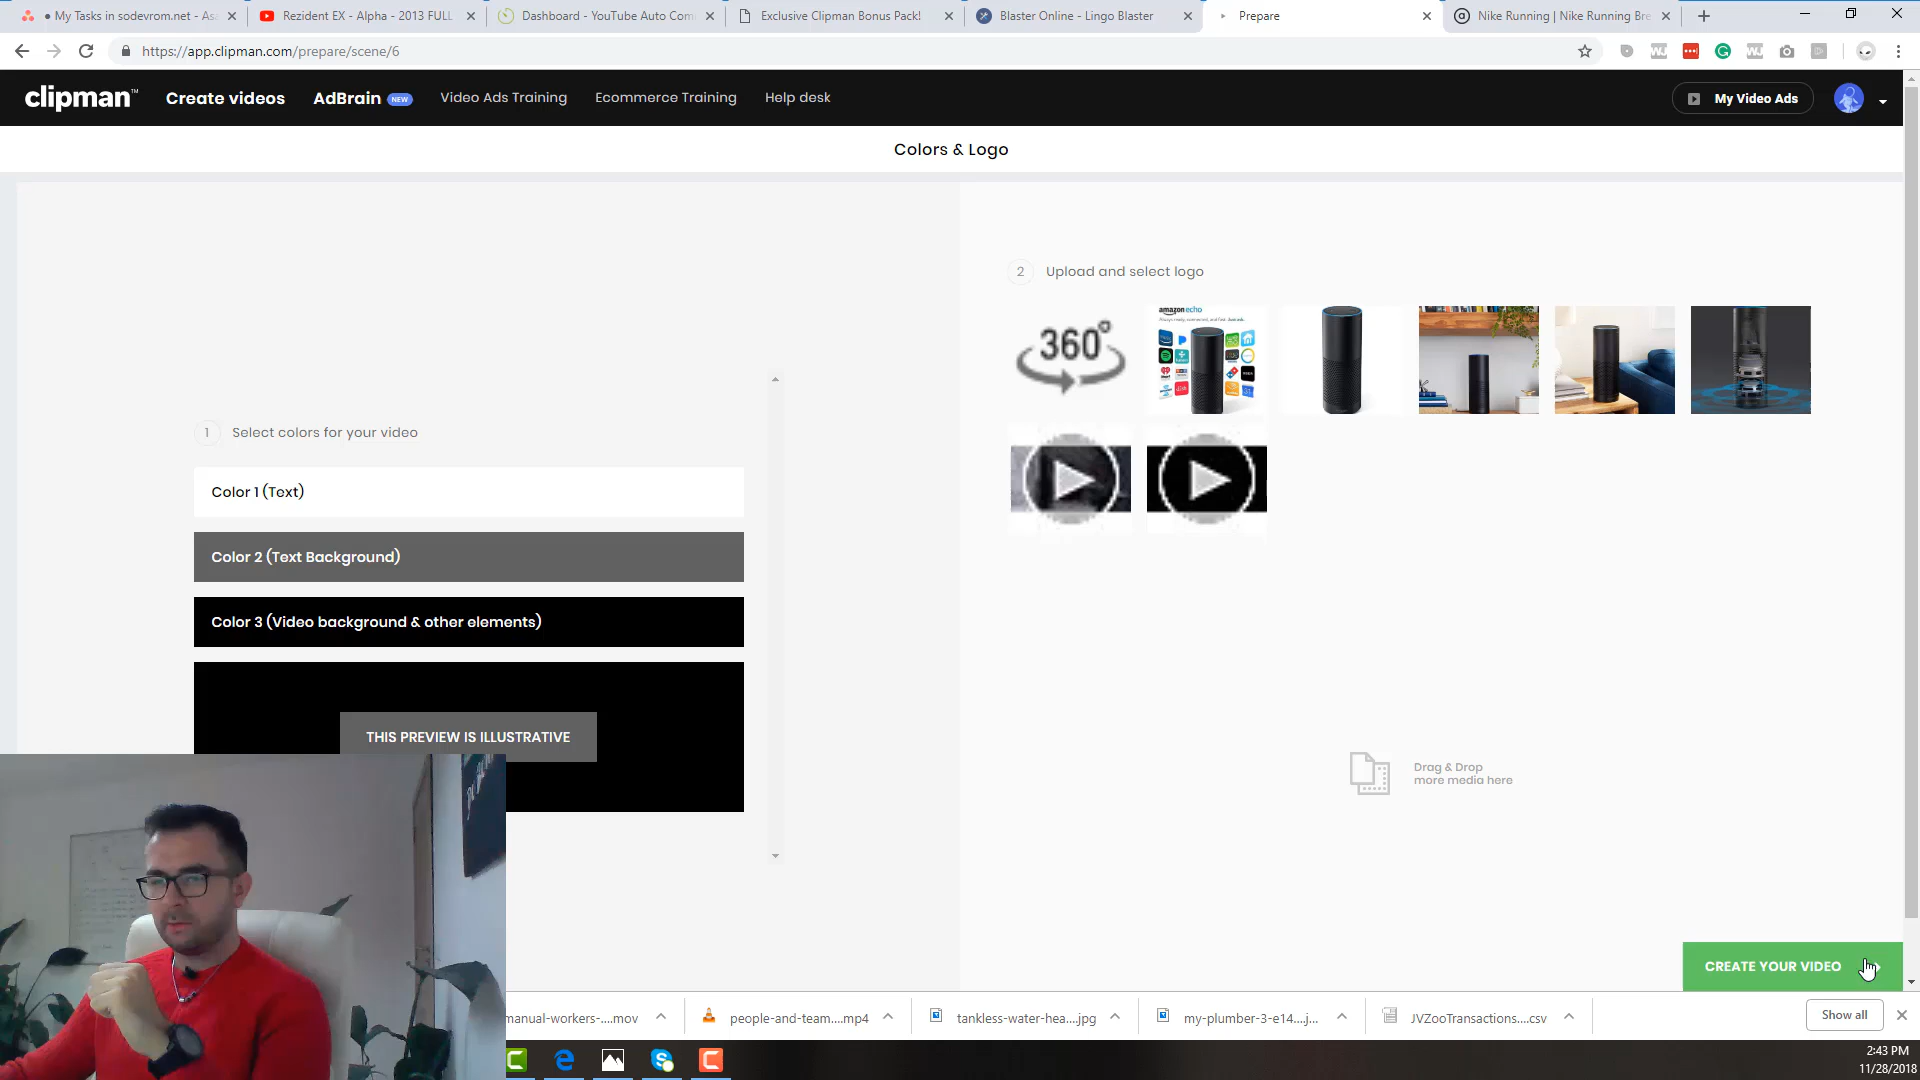 My Tasks in sodevrom.net - As
Rezident EX - Alpha - 2013 FULL
Dashboard - YouTube Auto Com
Exclusive Clipman Bonus Pack!
Blaster Online - Lingo Blaster
Prepare
Nike Running | Nike Running Bre
https://app.clipman.com/prepare/scene/6
clipman™
Create videos
AdBrain NEW
Video Ads Training
Ecommerce Training
Help desk
My Video Ads
Colors & Logo
1 Select colors for your video
Color 1 (Text)
Color 2 (Text Background)
Color 3 (Video background & other elements)
THIS PREVIEW IS ILLUSTRATIVE
2 Upload and select logo
360°
amazon echo
Drag & Drop
more media here
CREATE YOUR VIDEO
manual-workers-....mov
people-and-team....mp4
tankless-water-hea....jpg
my-plumber-3-e14....j...
JVZooTransactions....csv
Show all
2:43 PM
11/28/2018